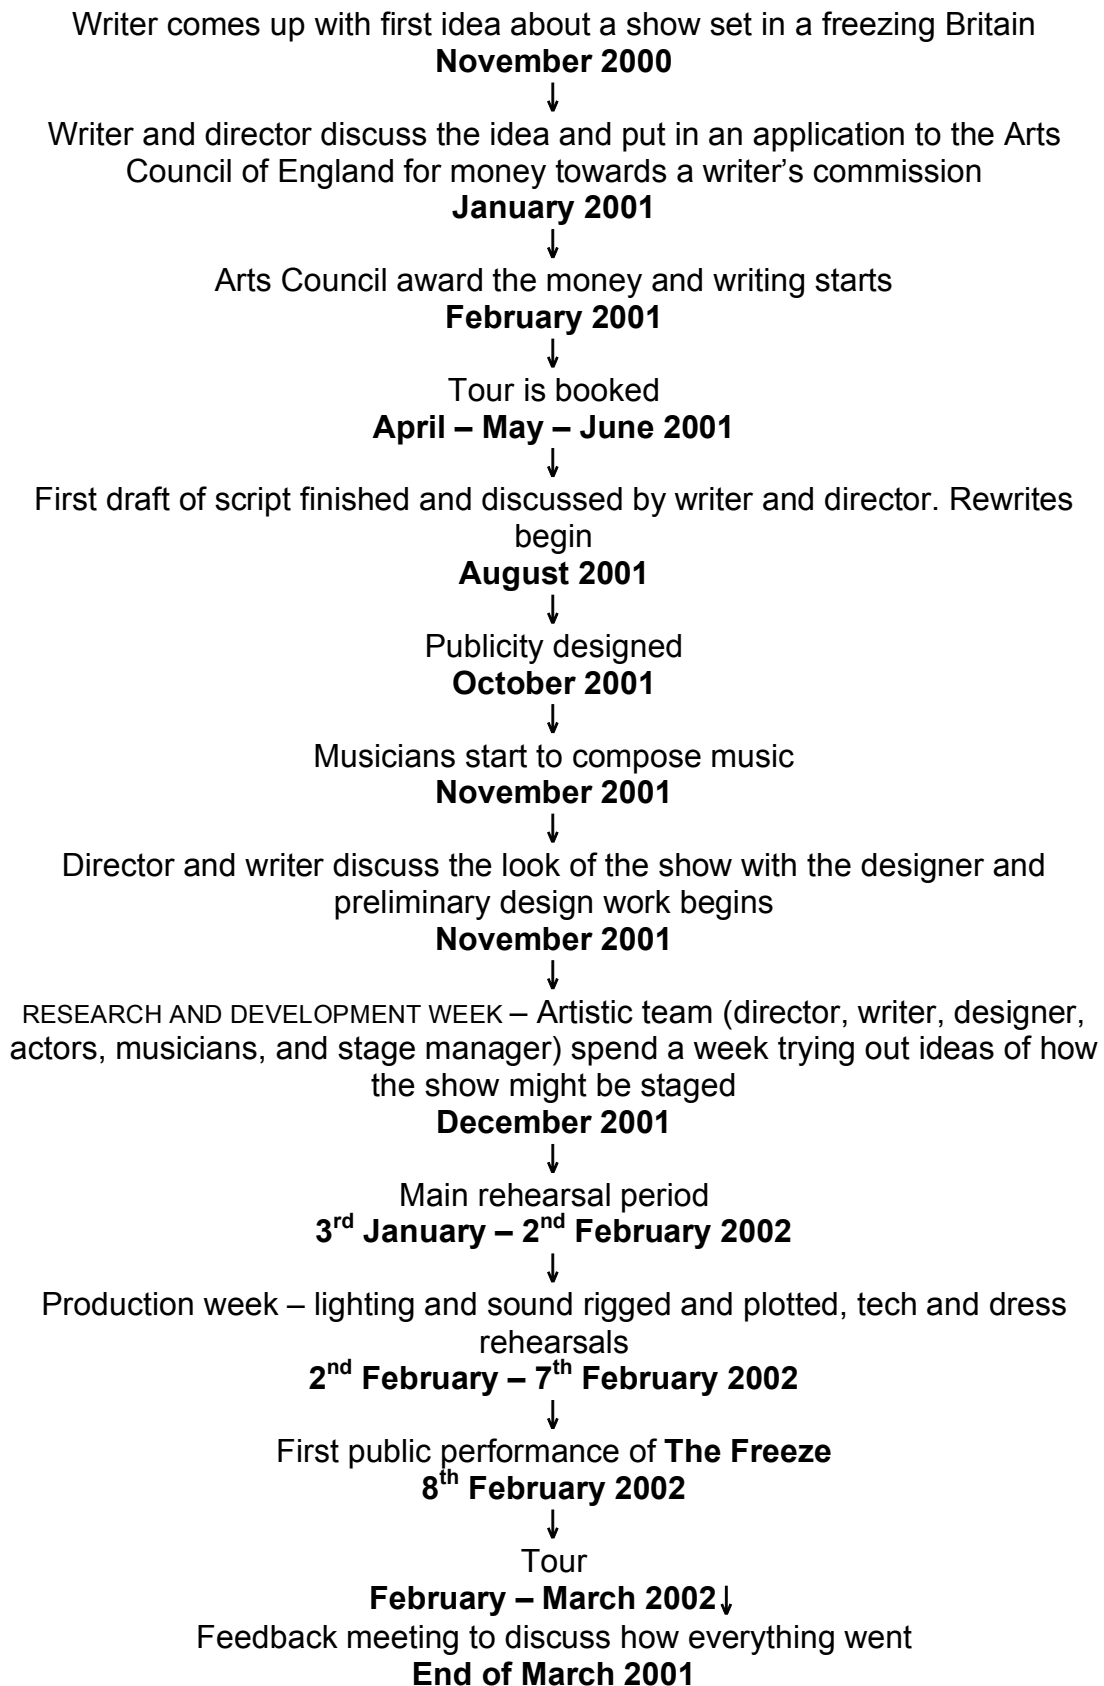 Writer comes up with first idea about a show set in a freezing Britain
November 2000
↓
Writer and director discuss the idea and put in an application to the Arts
Council of England for money towards a writer’s commission
January 2001
↓
Arts Council award the money and writing starts
February 2001
↓
Tour is booked
April – May – June 2001
↓
First draft of script finished and discussed by writer and director. Rewrites
begin
August 2001
↓
Publicity designed
October 2001
↓
Musicians start to compose music
November 2001
↓
Director and writer discuss the look of the show with the designer and
preliminary design work begins
November 2001
↓
RESEARCH AND DEVELOPMENT WEEK – Artistic team (director, writer, designer,
actors, musicians, and stage manager) spend a week trying out ideas of how
the show might be staged
December 2001
↓
Main rehearsal period
3rd January – 2nd February 2002
↓
Production week – lighting and sound rigged and plotted, tech and dress
rehearsals
2nd February – 7th February 2002
↓
First public performance of The Freeze
8th February 2002
↓
Tour
February – March 2002↓
Feedback meeting to discuss how everything went
End of March 2001